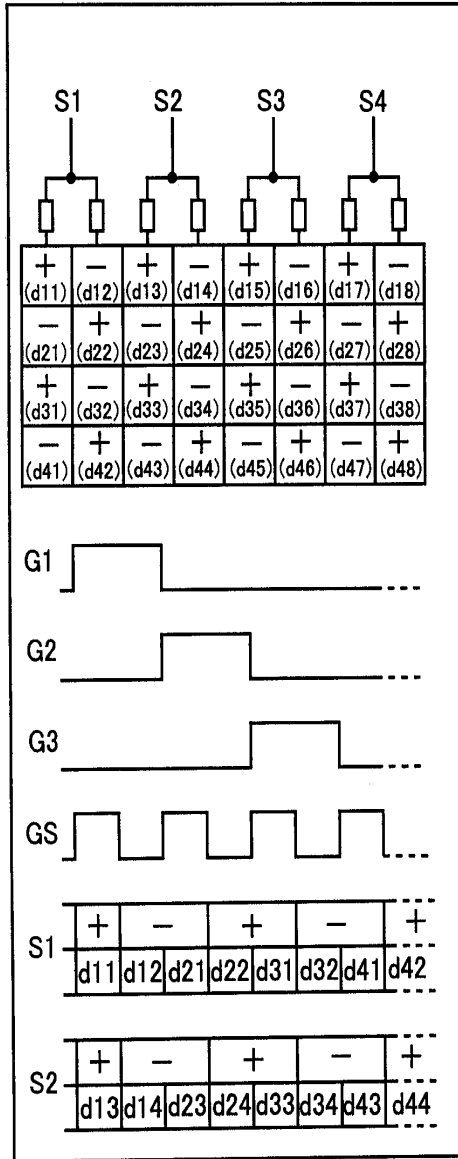 S1 S2 S3 S4
+ − + − + − + −
(d11) (d12) (d13) (d14) (d15) (d16) (d17) (d18)
− + − + − + − +
(d21) (d22) (d23) (d24) (d25) (d26) (d27) (d28)
+ − + − + − + −
(d31) (d32) (d33) (d34) (d35) (d36) (d37) (d38)
− + − + − + − +
(d41) (d42) (d43) (d44) (d45) (d46) (d47) (d48)
G1
G2
G3
GS
S1
+ − + − +
d11 d12 d21 d22 d31 d32 d41 d42
S2
+ − + − +
d13 d14 d23 d24 d33 d34 d43 d44